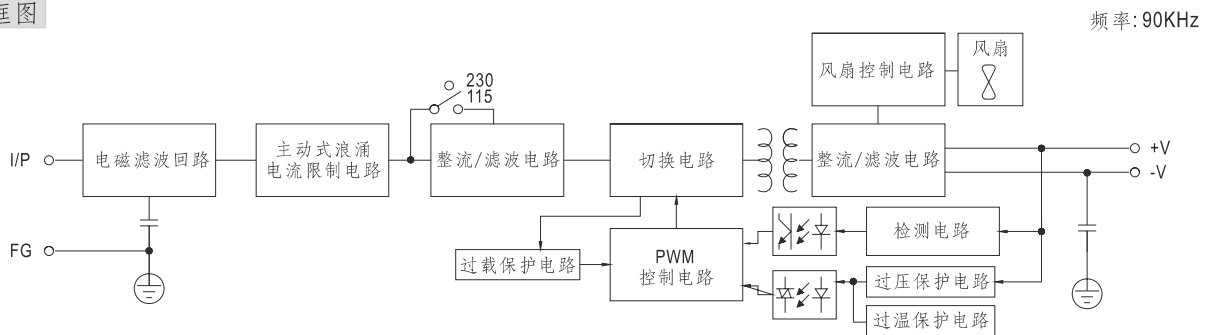 框图
频率: 90KHz
风扇控制电路
风扇
230
115
I/P
电磁滤波回路
主动式浪涌
电流限制电路
整流/滤波电路
切换电路
整流/滤波电路
+V
-V
FG
过载保护电路
PWM
控制电路
检测电路
过压保护电路
过温保护电路